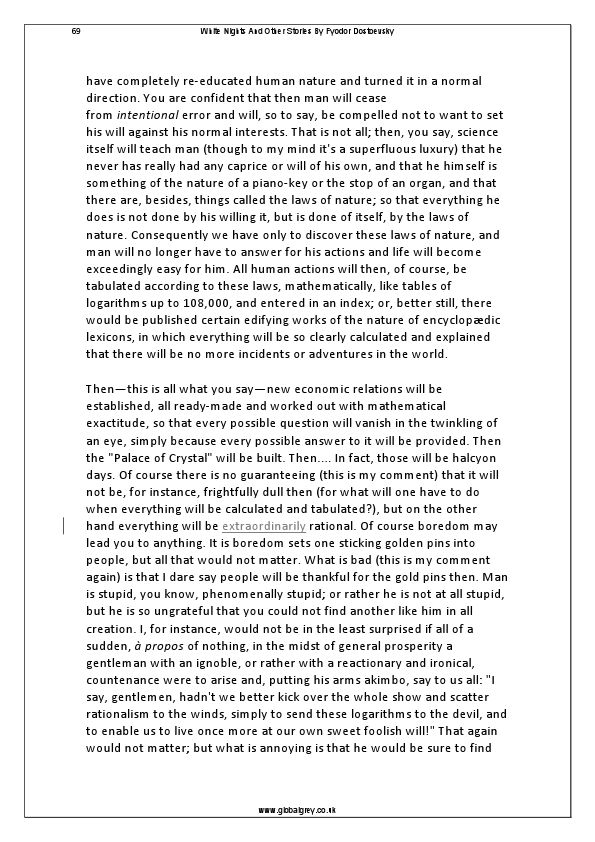 69
White Nights And Other Stories By Fyodor Dostoevsky
have completely re-educated human nature and turned it in a normal
direction. You are confident that then man will cease
from intentional error and will, so to say, be compelled not to want to set
his will against his normal interests. That is not all; then, you say, science
itself will teach man (though to my mind it's a superfluous luxury) that he
never has really had any caprice or will of his own, and that he himself is
something of the nature of a piano-key or the stop of an organ, and that
there are, besides, things called the laws of nature; so that everything he
does is not done by his willing it, but is done of itself, by the laws of
nature. Consequently we have only to discover these laws of nature, and
man will no longer have to answer for his actions and life will become
exceedingly easy for him. All human actions will then, of course, be
tabulated according to these laws, mathematically, like tables of
logarithms up to 108,000, and entered in an index; or, better still, there
would be published certain edifying works of the nature of encyclopædic
lexicons, in which everything will be so clearly calculated and explained
that there will be no more incidents or adventures in the world.
Then—this is all what you say—new economic relations will be
established, all ready-made and worked out with mathematical
exactitude, so that every possible question will vanish in the twinkling of
an eye, simply because every possible answer to it will be provided. Then
the "Palace of Crystal" will be built. Then.... In fact, those will be halcyon
days. Of course there is no guaranteeing (this is my comment) that it will
not be, for instance, frightfully dull then (for what will one have to do
when everything will be calculated and tabulated?), but on the other
hand everything will be extraordinarily rational. Of course boredom may
lead you to anything. It is boredom sets one sticking golden pins into
people, but all that would not matter. What is bad (this is my comment
again) is that I dare say people will be thankful for the gold pins then. Man
is stupid, you know, phenomenally stupid; or rather he is not at all stupid,
but he is so ungrateful that you could not find another like him in all
creation. I, for instance, would not be in the least surprised if all of a
sudden, à propos of nothing, in the midst of general prosperity a
gentleman with an ignoble, or rather with a reactionary and ironical,
countenance were to arise and, putting his arms akimbo, say to us all: "I
say, gentlemen, hadn't we better kick over the whole show and scatter
rationalism to the winds, simply to send these logarithms to the devil, and
to enable us to live once more at our own sweet foolish will!" That again
would not matter; but what is annoying is that he would be sure to find
www.globalgrey.co.uk